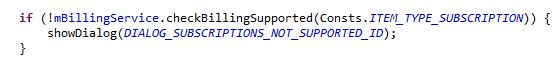 if (!mBillingService.checkBillingSupported(Consts.ITEM_TYPE_SUBSCRIPTION)) {
    showDialog(DIALOG_SUBSCRIPTIONS_NOT_SUPPORTED_ID);
}